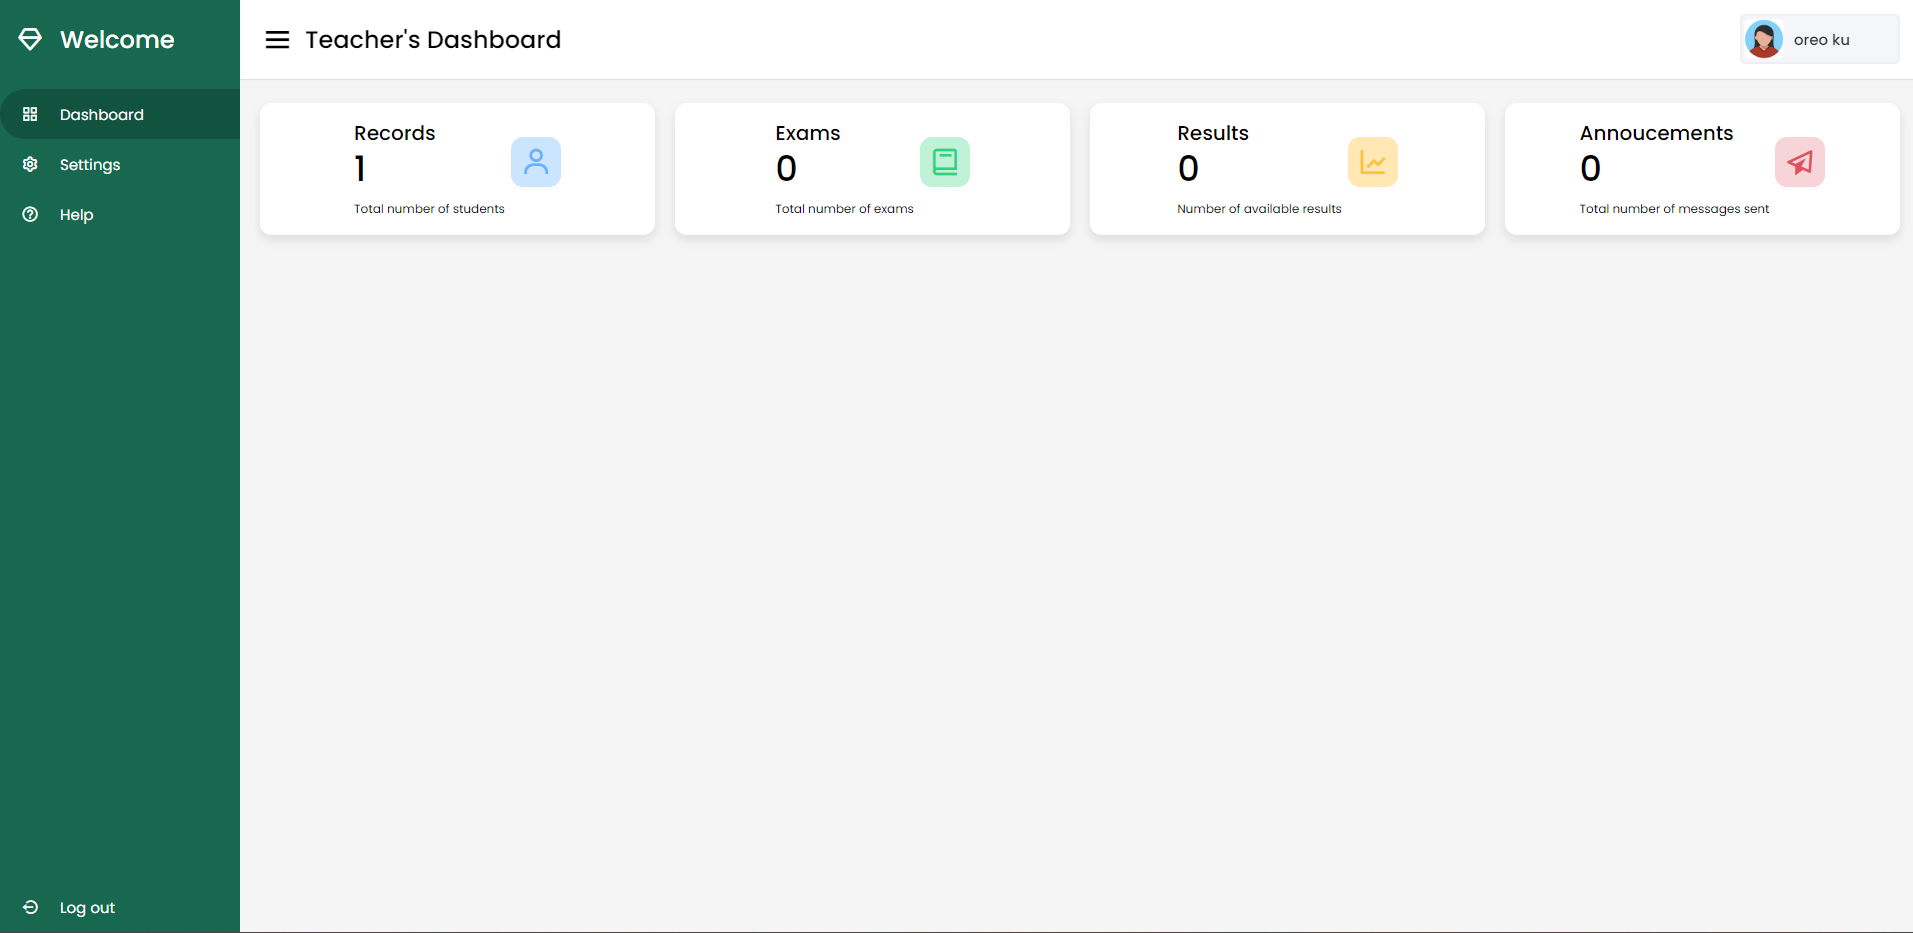 Welcome
Dashboard
Settings
Help
Log out
Teacher's Dashboard
oreo ku
Records
1
Total number of students
Exams
0
Total number of exams
Results
0
Number of available results
Annoucements
0
Total number of messages sent